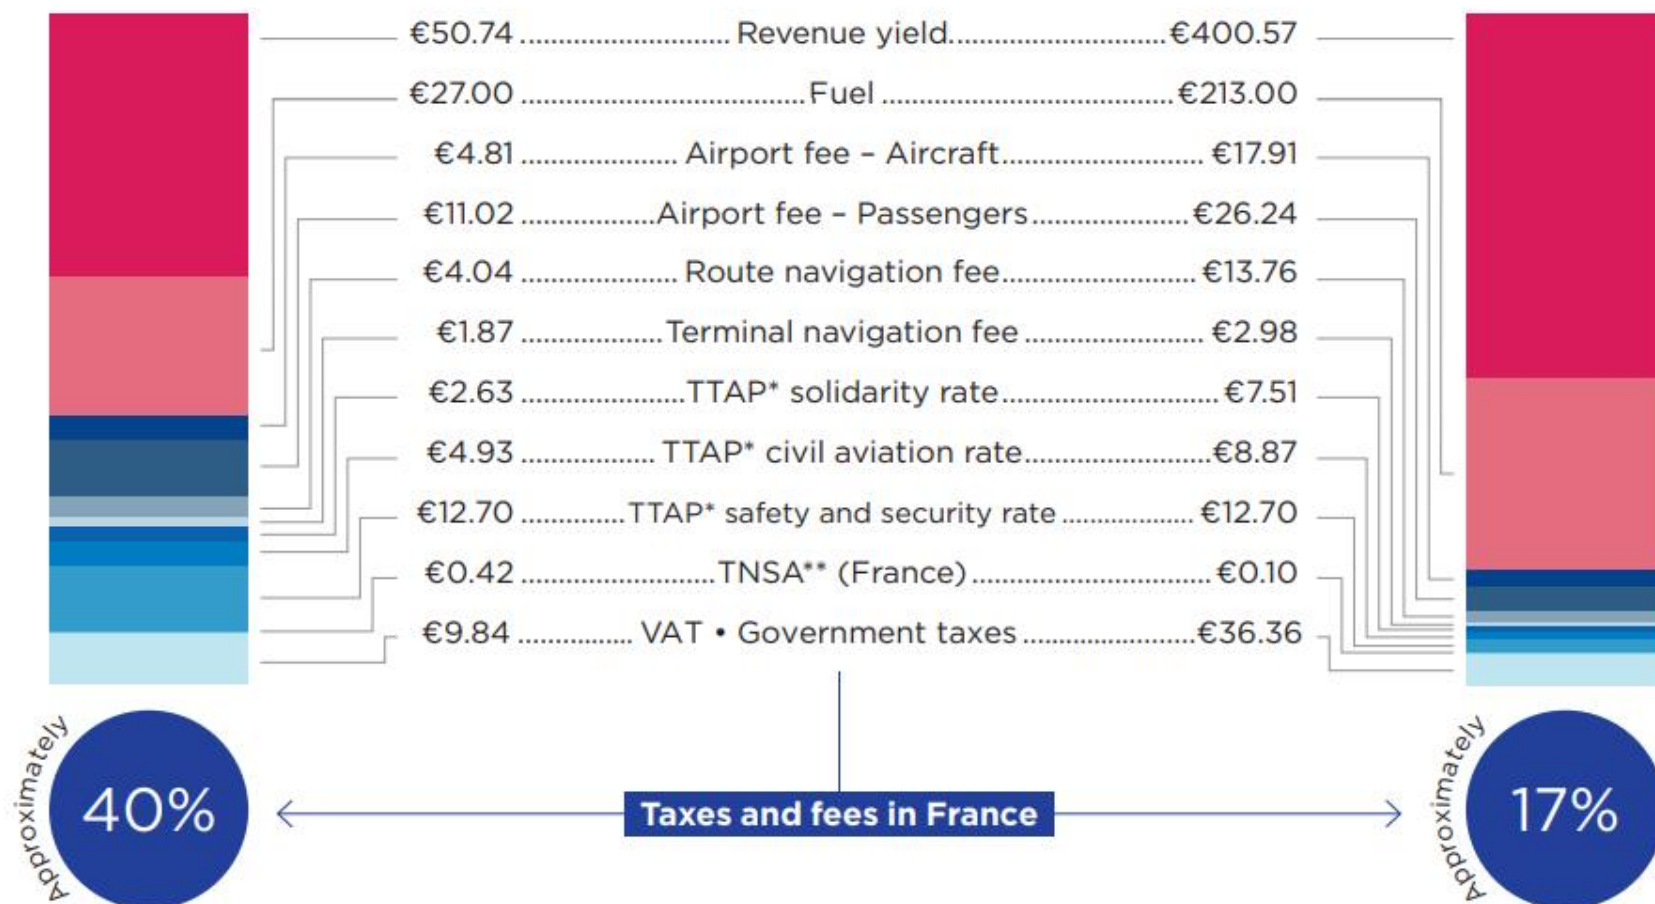 €50.74 ............................ Revenue yield............................. €400.57
€27.00 ...................................... Fuel ........................................ €213.00
€4.81 ..................... Airport fee – Aircraft........................... €17.91
€11.02 ..................Airport fee – Passengers..................... €26.24
€4.04 ..................... Route navigation fee.......................... €13.76
€1.87 ...................Terminal navigation fee ........................ €2.98
€2.63 ......................TTAP* solidarity rate............................. €7.51
€4.93 .................. TTAP* civil aviation rate.........................€8.87
€12.70 ..............TTAP* safety and security rate .................. €12.70
€0.42 ..........................TNSA** (France)................................. €0.10
€9.84 ............... VAT • Government taxes .......................€36.36
Approximately
40%
Taxes and fees in France
Approximately
17%